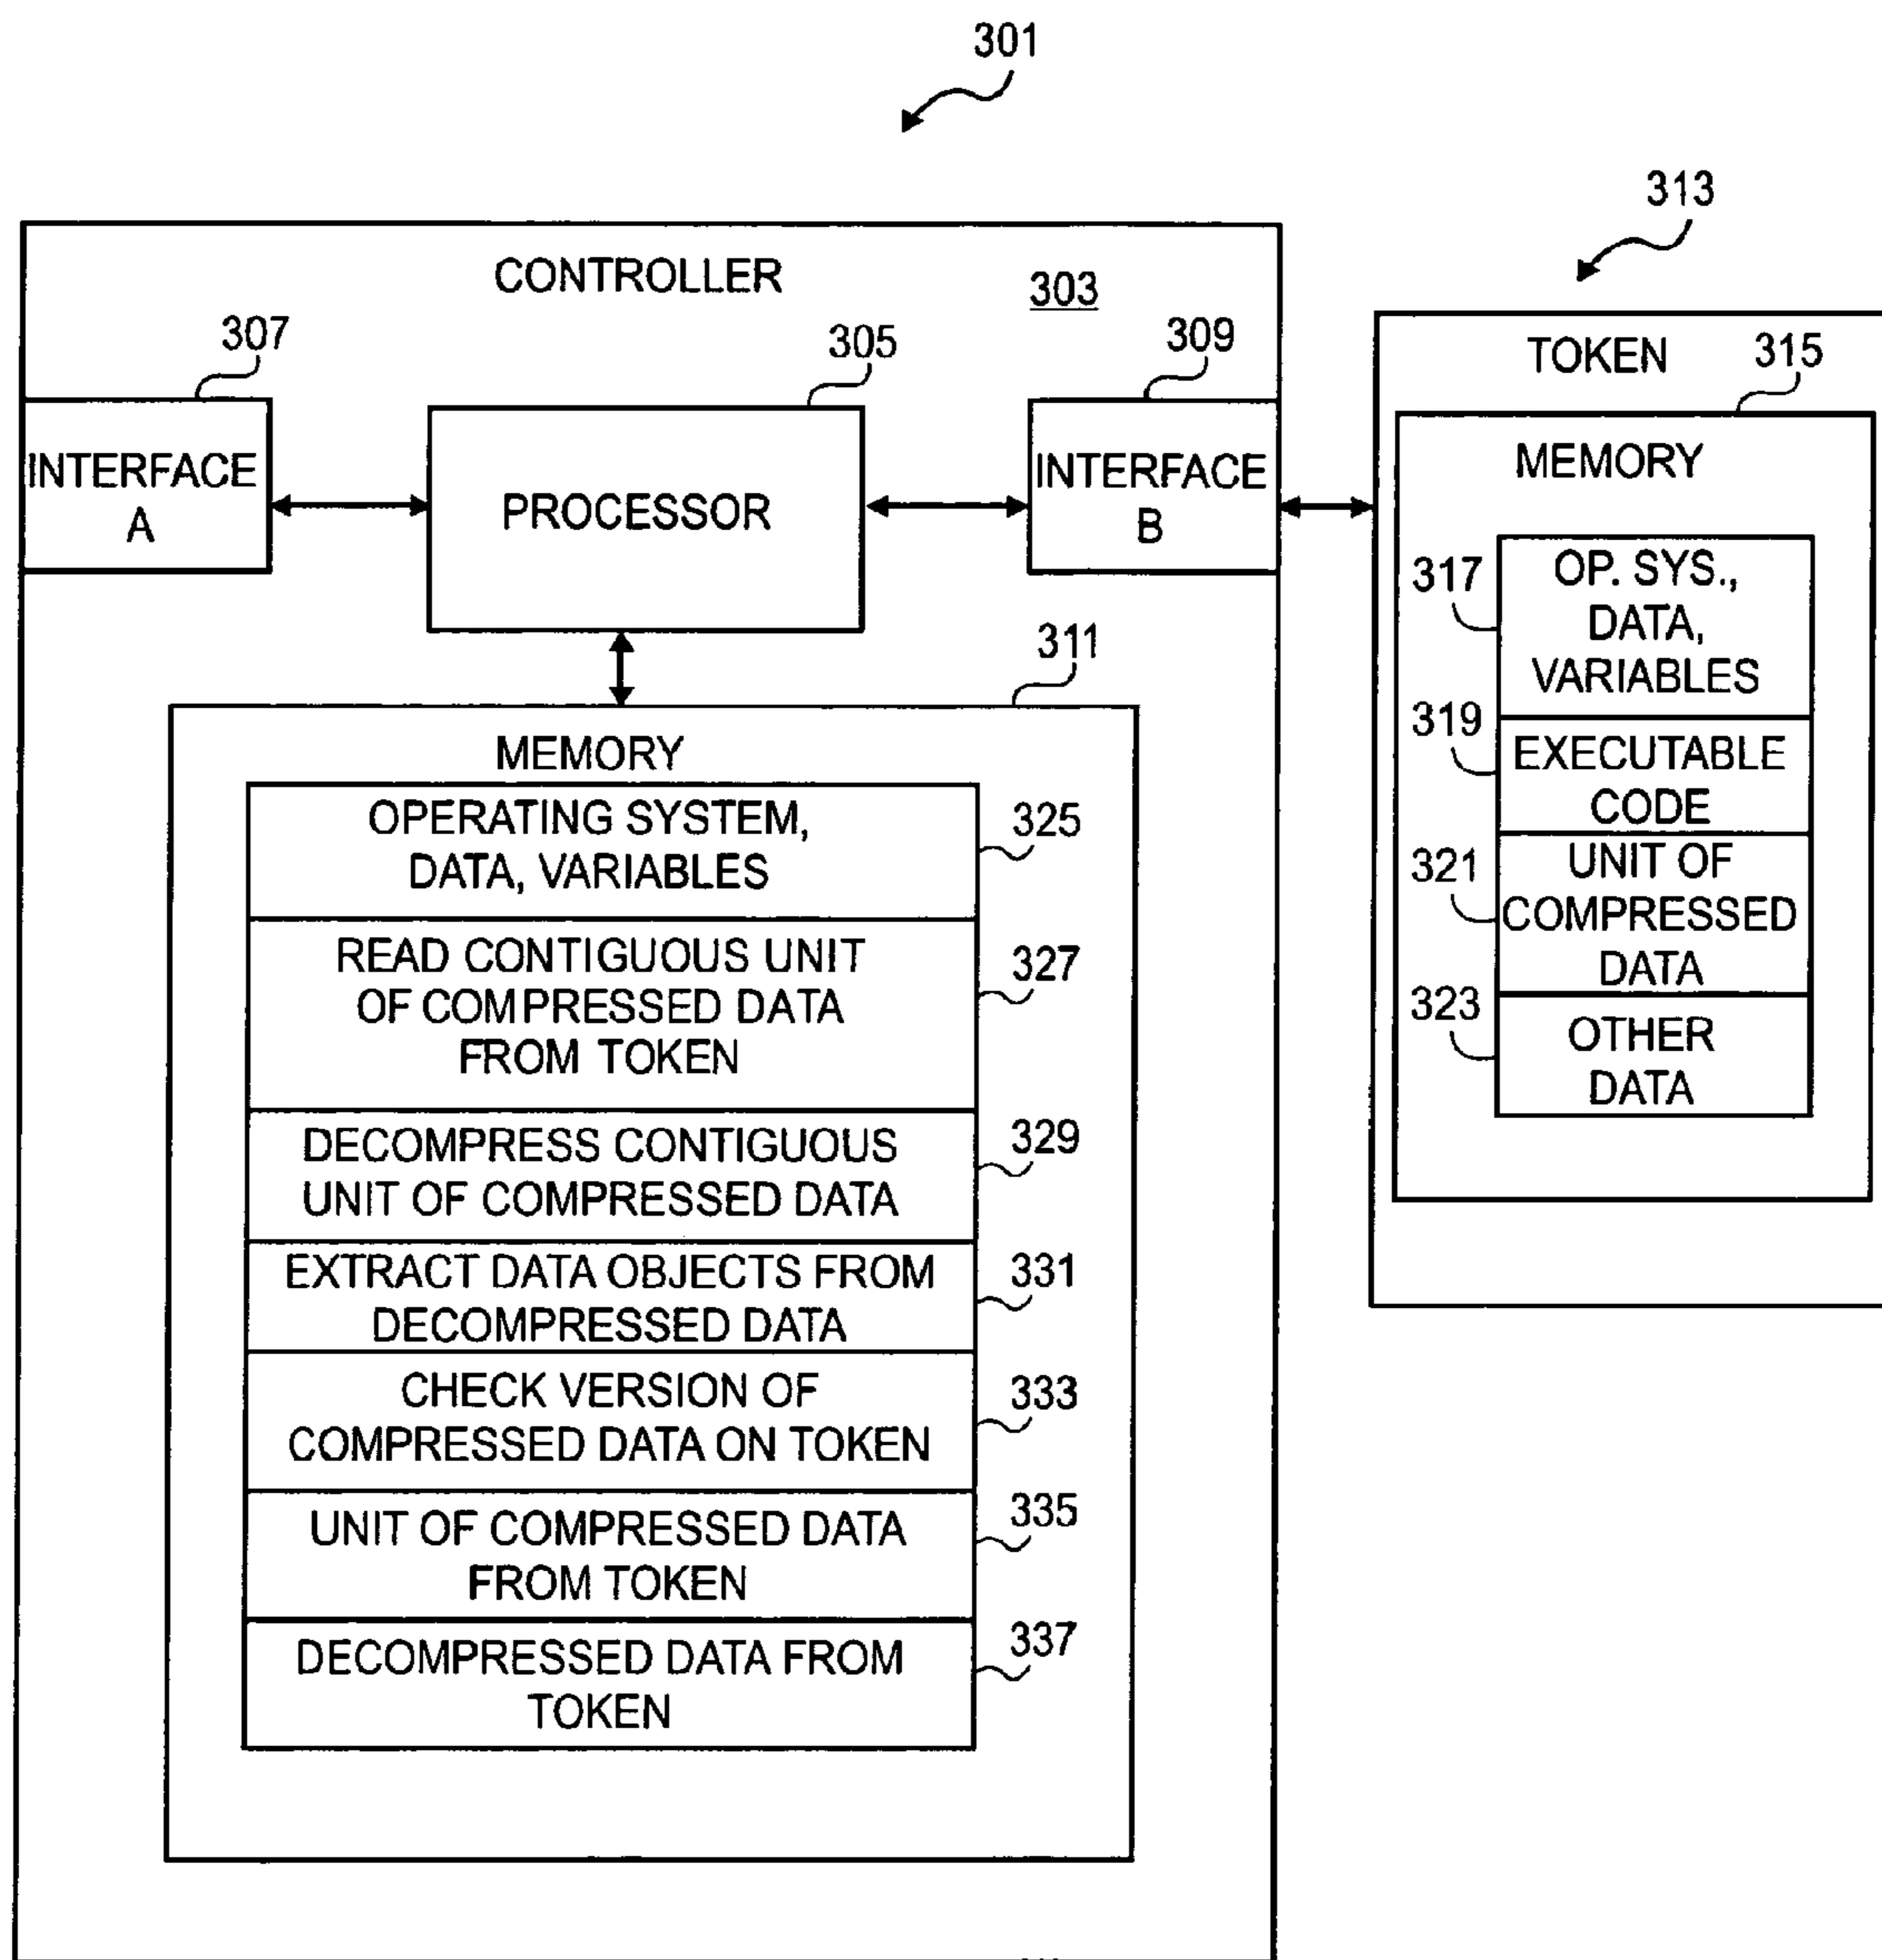 301
313
CONTROLLER
303
307
305
309
INTERFACE
A
PROCESSOR
INTERFACE
B
311
MEMORY
OPERATING SYSTEM,
DATA, VARIABLES
325
READ CONTIGUOUS UNIT
OF COMPRESSED DATA
FROM TOKEN
327
DECOMPRESS CONTIGUOUS
UNIT OF COMPRESSED DATA
329
EXTRACT DATA OBJECTS FROM
DECOMPRESSED DATA
331
CHECK VERSION OF
COMPRESSED DATA ON TOKEN
333
UNIT OF COMPRESSED DATA
FROM TOKEN
335
DECOMPRESSED DATA FROM
TOKEN
337
TOKEN
315
MEMORY
317
OP. SYS.,
DATA,
VARIABLES
319
EXECUTABLE
CODE
321
UNIT OF
COMPRESSED
DATA
323
OTHER
DATA